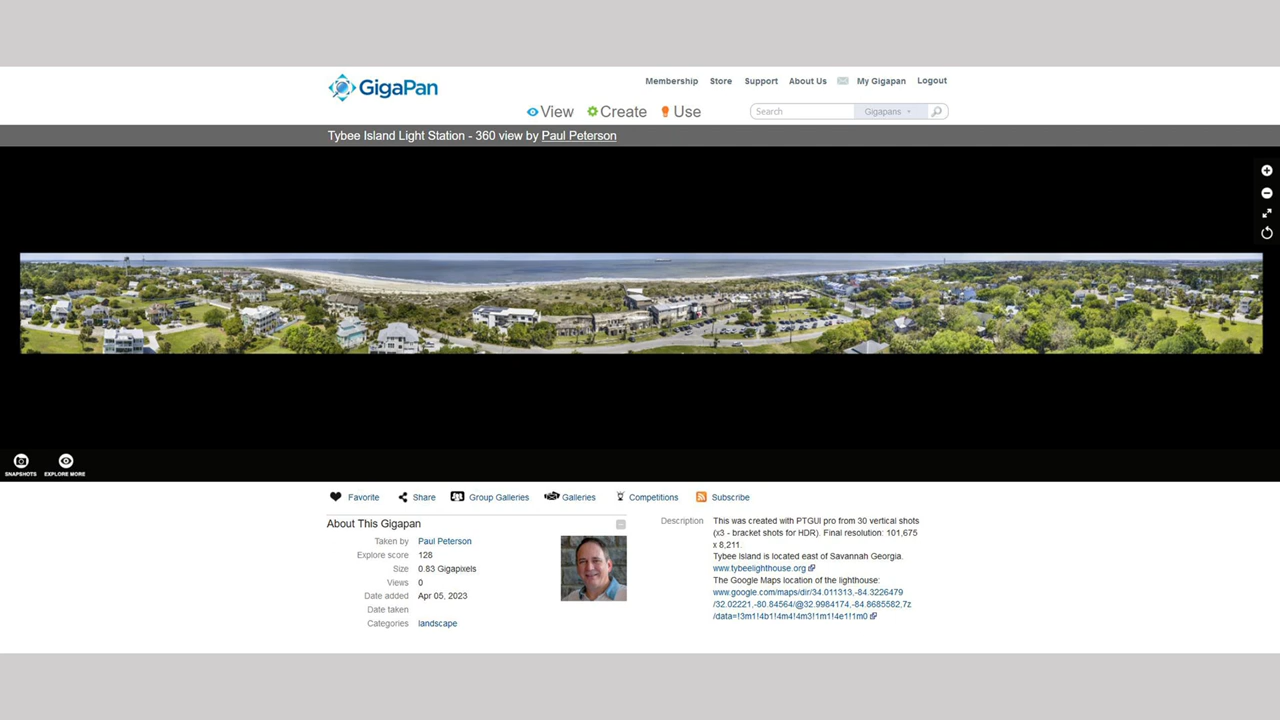 GigaPan
Membership Store Support About Us My Gigapan Logout
View Create Use
Search Gigapans
Tybee Island Light Station - 360 view by Paul Peterson
SNAPSHOTS EXPLORE MORE
Favorite Share Group Galleries Galleries Competitions Subscribe
About This Gigapan
Taken by Paul Peterson
Explore score 128
Size 0.83 Gigapixels
Views 0
Date added Apr 05, 2023
Date taken
Categories landscape
Description This was created with PTGUI pro from 30 vertical shots
(x3 - bracket shots for HDR). Final resolution: 101,675
x 8,211.
Tybee Island is located east of Savannah Georgia.
www.tybeelighthouse.org
The Google Maps location of the lighthouse:
www.google.com/maps/dir/34.011313,-84.3226479
/32.02221,-80.84564/@32.9984174,-84.8685582,7z
/data=!3m1!4b1!4m4!4m3!1m1!4e1!1m0